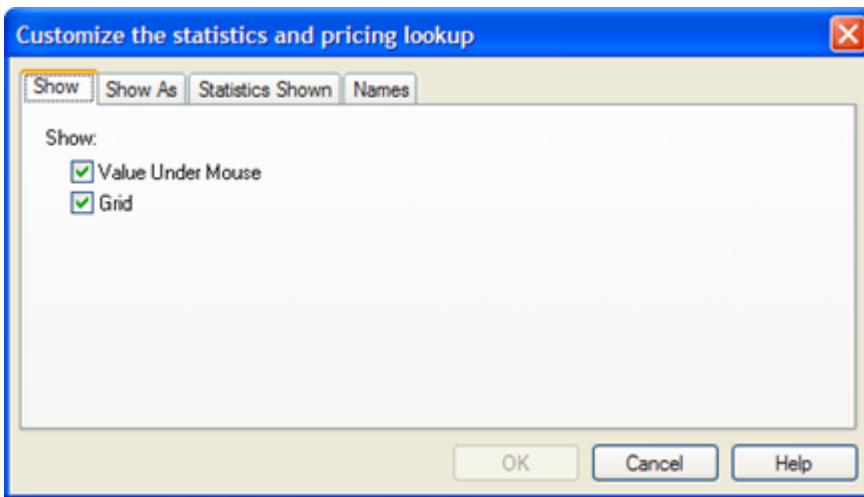 Customize the statistics and pricing lookup
Show Show As Statistics Shown Names
Show:
Value Under Mouse
Grid
OK Cancel Help